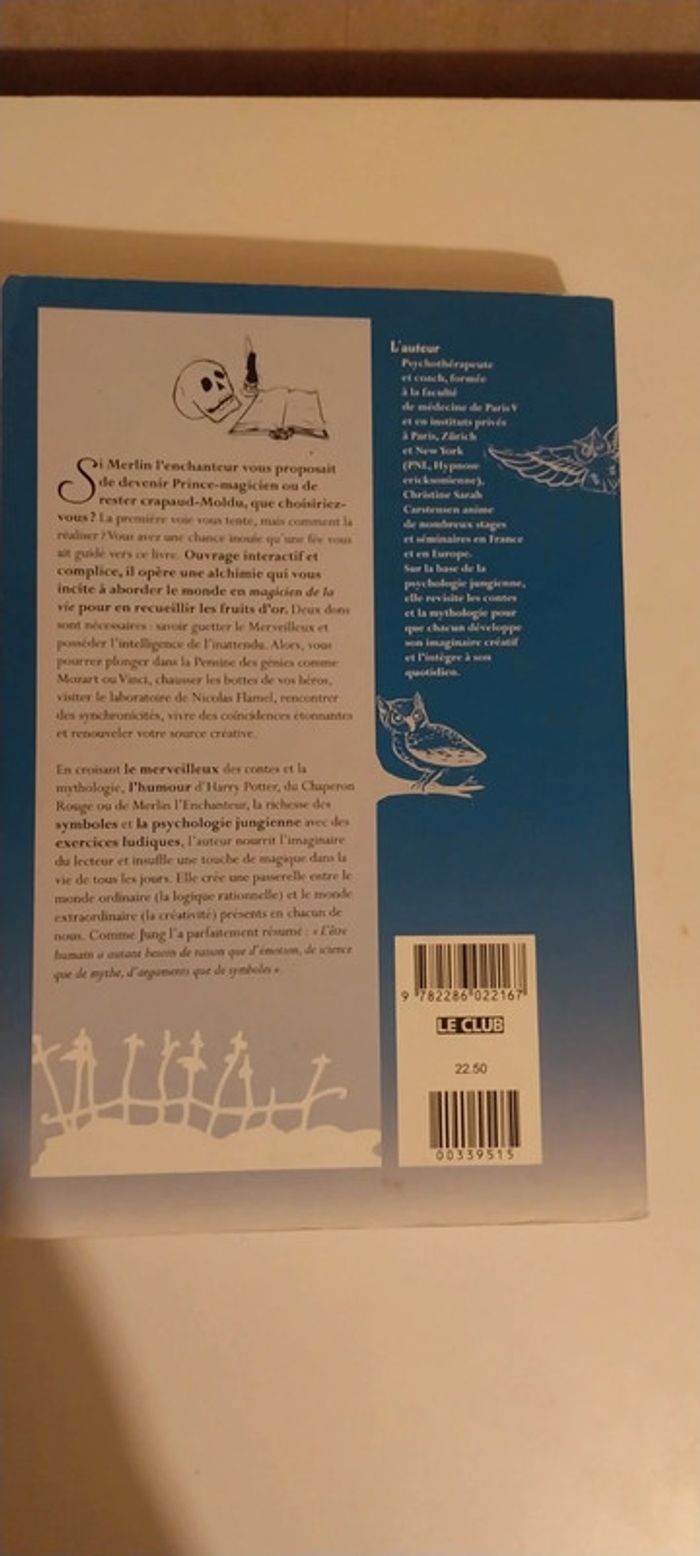 Si Merlin l'enchanteur vous proposait
de devenir Prince-magicien ou de
rester crapaud-Moldu, que choisiriez-
vous ? La première voie vous tente, mais comment la
réaliser ? Vous avez une chance inouïe qu'une fée vous
ait guidé vers ce livre. Ouvrage interactif et
complice, il opère une alchimie qui vous
incite à aborder le monde en magicien de la
vie pour en recueillir les fruits d'or. Deux dons
sont nécessaires : savoir guetter le Merveilleux et
posséder l'intelligence de l'inattendu. Alors, vous
pourrez plonger dans la Pensine des génies comme
Mozart ou Vinci, chausser les bottes de vos héros,
visiter le laboratoire de Nicolas Flamel, rencontrer
des synchronicités, vivre des coïncidences étonnantes
et renouveler votre source créative.
En croisant le merveilleux des contes et la
mythologie, l'humour d'Harry Potter, du Chaperon
Rouge ou de Merlin l'Enchanteur, la richesse des
symboles et la psychologie jungienne avec des
exercices ludiques, l'auteur nourrit l'imaginaire
du lecteur et insuffle une touche de magique dans la
vie de tous les jours. Elle crée une passerelle entre le
monde ordinaire (la logique rationnelle) et le monde
extraordinaire (la créativité) présents en chacun de
nous. Comme Jung l'a parfaitement résumé : « L'être
humain a autant besoin de raison que d'émotion, de science
que de mythe, d'arguments que de symboles ».
L'auteur
Psychothérapeute
et coach, formée
à la faculté
de médecine de Paris V
et en instituts privés
à Paris, Zürich
et New York
(PNL, Hypnose
ericksonienne),
Christine Sarah
Carstensen anime
de nombreux stages
et séminaires en France
et en Europe.
Sur la base de la
psychologie jungienne,
elle revisite les contes
et la mythologie pour
que chacun développe
son imaginaire créatif
et l'intègre à son
quotidien.
9 782286 022167
LE CLUB
22.50
00339515